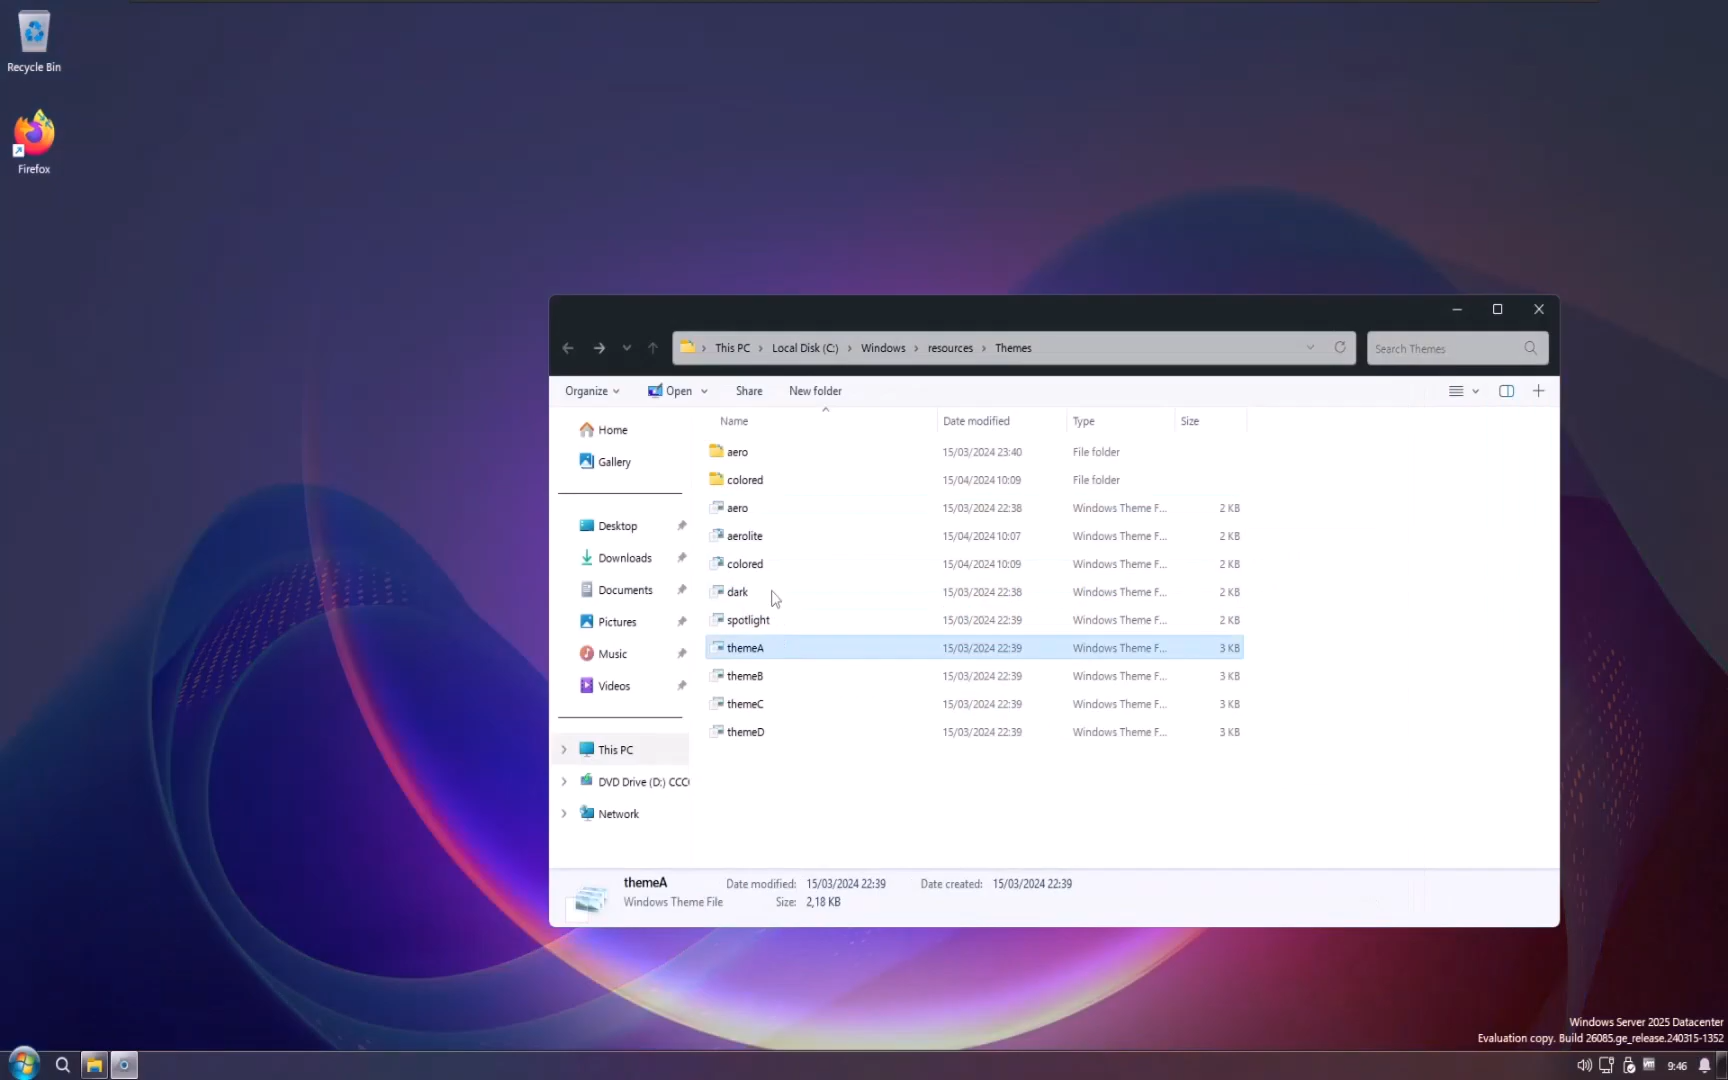 Recycle Bin
Firefox
This PC Local Disk (C:) Windows resources Themes
Search Themes
Organize Open Share New folder
Name Date modified Type Size
Home
Gallery
Desktop
Downloads
Documents
Pictures
Music
Videos
This PC
DVD Drive (D:) CCC
Network
aero 15/03/2024 23:40 File folder
colored 15/04/2024 10:09 File folder
aero 15/03/2024 22:38 Windows Theme F... 2 KB
aerolite 15/04/2024 10:07 Windows Theme F... 2 KB
colored 15/04/2024 10:09 Windows Theme F... 2 KB
dark 15/03/2024 22:38 Windows Theme F... 2 KB
spotlight 15/03/2024 22:39 Windows Theme F... 2 KB
themeA 15/03/2024 22:39 Windows Theme F... 3 KB
themeB 15/03/2024 22:39 Windows Theme F... 3 KB
themeC 15/03/2024 22:39 Windows Theme F... 3 KB
themeD 15/03/2024 22:39 Windows Theme F... 3 KB
themeA Date modified: 15/03/2024 22:39 Date created: 15/03/2024 22:39
Windows Theme File Size: 2,18 KB
Windows Server 2025 Datacenter
Evaluation copy. Build 26085.ge_release.240315-1352
9:46